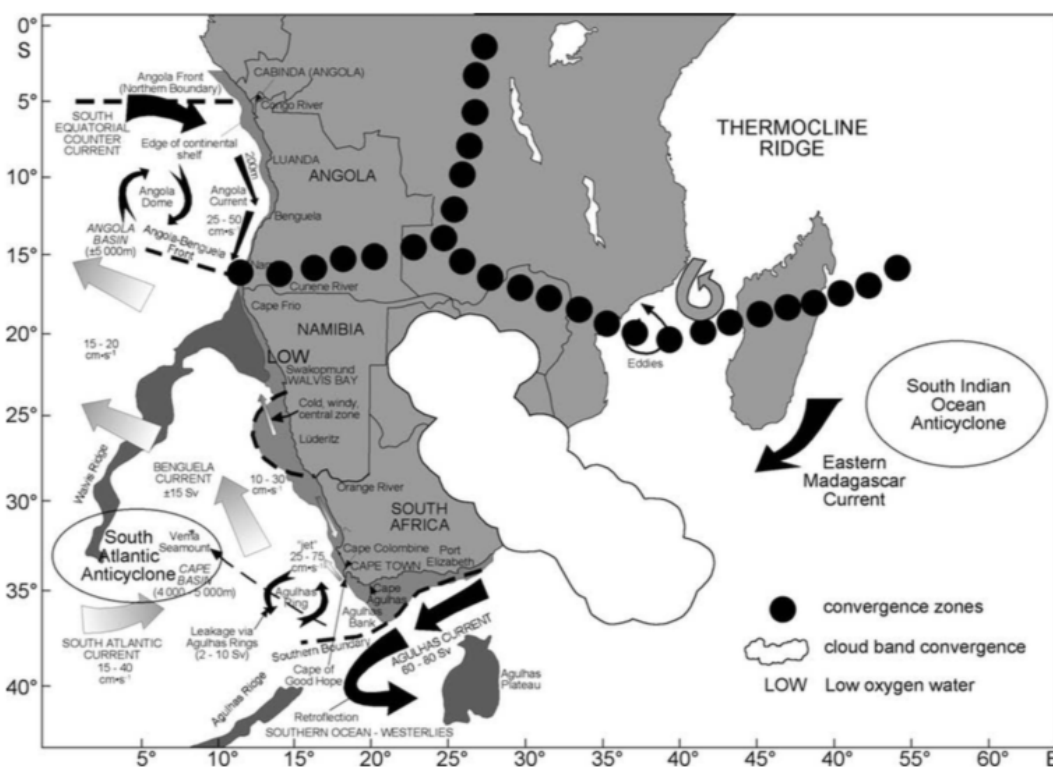 0°
S
5°
10°
15°
20°
25°
30°
35°
40°
Angola Front
(Northern Boundary)
CABINDA (ANGOLA)
Congo River
SOUTH
EQUATORIAL
COUNTER
CURRENT
Edge of continental
shelf
200m
LUANDA
ANGOLA
THERMOCLINE
RIDGE
Angola
Dome
Angola
Current
25 - 50
cm•s⁻¹
Benguela
ANGOLA
BASIN
(±5 000m)
Angola-Benguela
Front
Cunene River
Cape Frio
NAMIBIA
15 - 20
cm•s⁻¹
LOW
Swakopmund
WALVIS BAY
Cold, windy,
central zone
Lüderitz
Eddies
South Indian
Ocean
Anticyclone
Eastern
Madagascar
Current
Walvis Ridge
BENGUELA
CURRENT
±15 Sv
10 - 30
cm•s⁻¹
Orange River
SOUTH
AFRICA
South
Atlantic
Anticyclone
Vema
Seamount
CAPE
BASIN
(4 000 - 5 000m)
"jet"
25 - 75
cm•s⁻¹
Cape Colombine
CAPE TOWN
Port
Elizabeth
Cape
Agulhas
Agulhas
Ring
Agulhas
Bank
Leakage via
Agulhas Rings
(2 - 10 Sv)
Southern Boundary
SOUTH ATLANTIC
CURRENT
15 - 40
cm•s⁻¹
Cape of
Good Hope
AGULHAS CURRENT
60 - 80 Sv
Agulhas
Plateau
Agulhas Ridge
Retroflection
SOUTHERN OCEAN - WESTERLIES
convergence zones
cloud band convergence
LOW Low oxygen water
5° 10° 15° 20° 25° 30° 35° 40° 45° 50° 55° 60° E